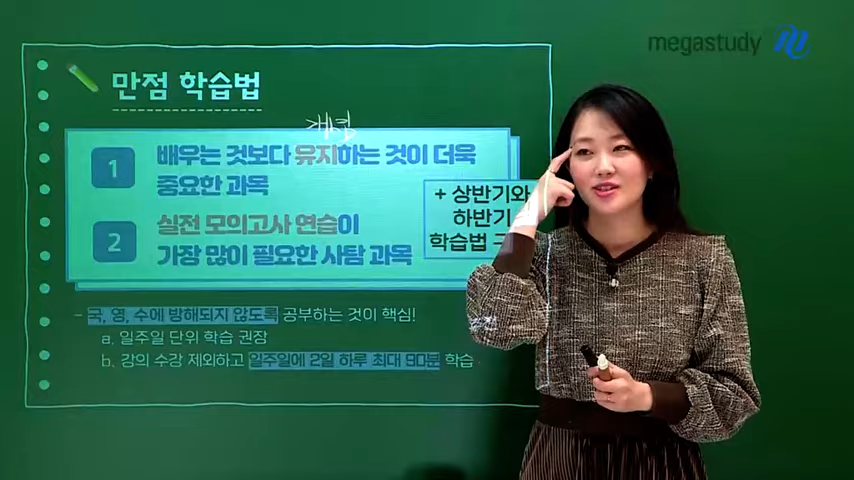 megastudy
만점 학습법
개념
1 배우는 것보다 유지하는 것이 더욱
중요한 과목
2 실전 모의고사 연습이
가장 많이 필요한 사탐 과목
+ 상반기와
하반기
학습법
- 국, 영, 수에 방해되지 않도록 공부하는 것이 핵심!
a. 일주일 단위 학습 권장
b. 강의 수강 제외하고 일주일에 2일 하루 최대 90분 학습